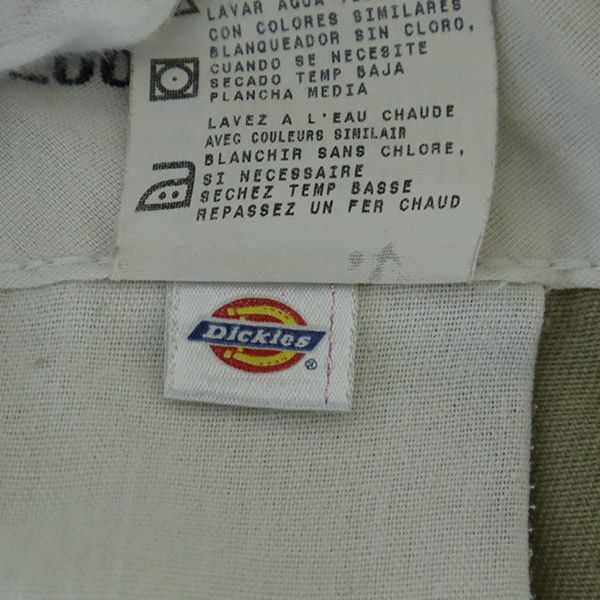 LAVAR AGUA
CON COLORES SIMILARES
BLANQUEADOR SIN CLORO,
CUANDO SE NECESITE
SECADO TEMP BAJA
PLANCHA MEDIA
LAVEZ A L'EAU CHAUDE
AVEC COULEURS SIMILAIR
BLANCHIR SANS CHLORE,
SI NECESSAIRE
SECHEZ TEMP BASSE
REPASSEZ UN FER CHAUD
Dickies
®